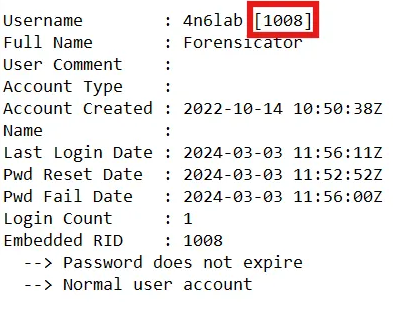 Username : 4n6lab [1008]
Full Name : Forensicator
User Comment :
Account Type :
Account Created : 2022-10-14 10:50:38Z
Name :
Last Login Date : 2024-03-03 11:56:11Z
Pwd Reset Date : 2024-03-03 11:52:52Z
Pwd Fail Date : 2024-03-03 11:56:00Z
Login Count : 1
Embedded RID : 1008
--> Password does not expire
--> Normal user account